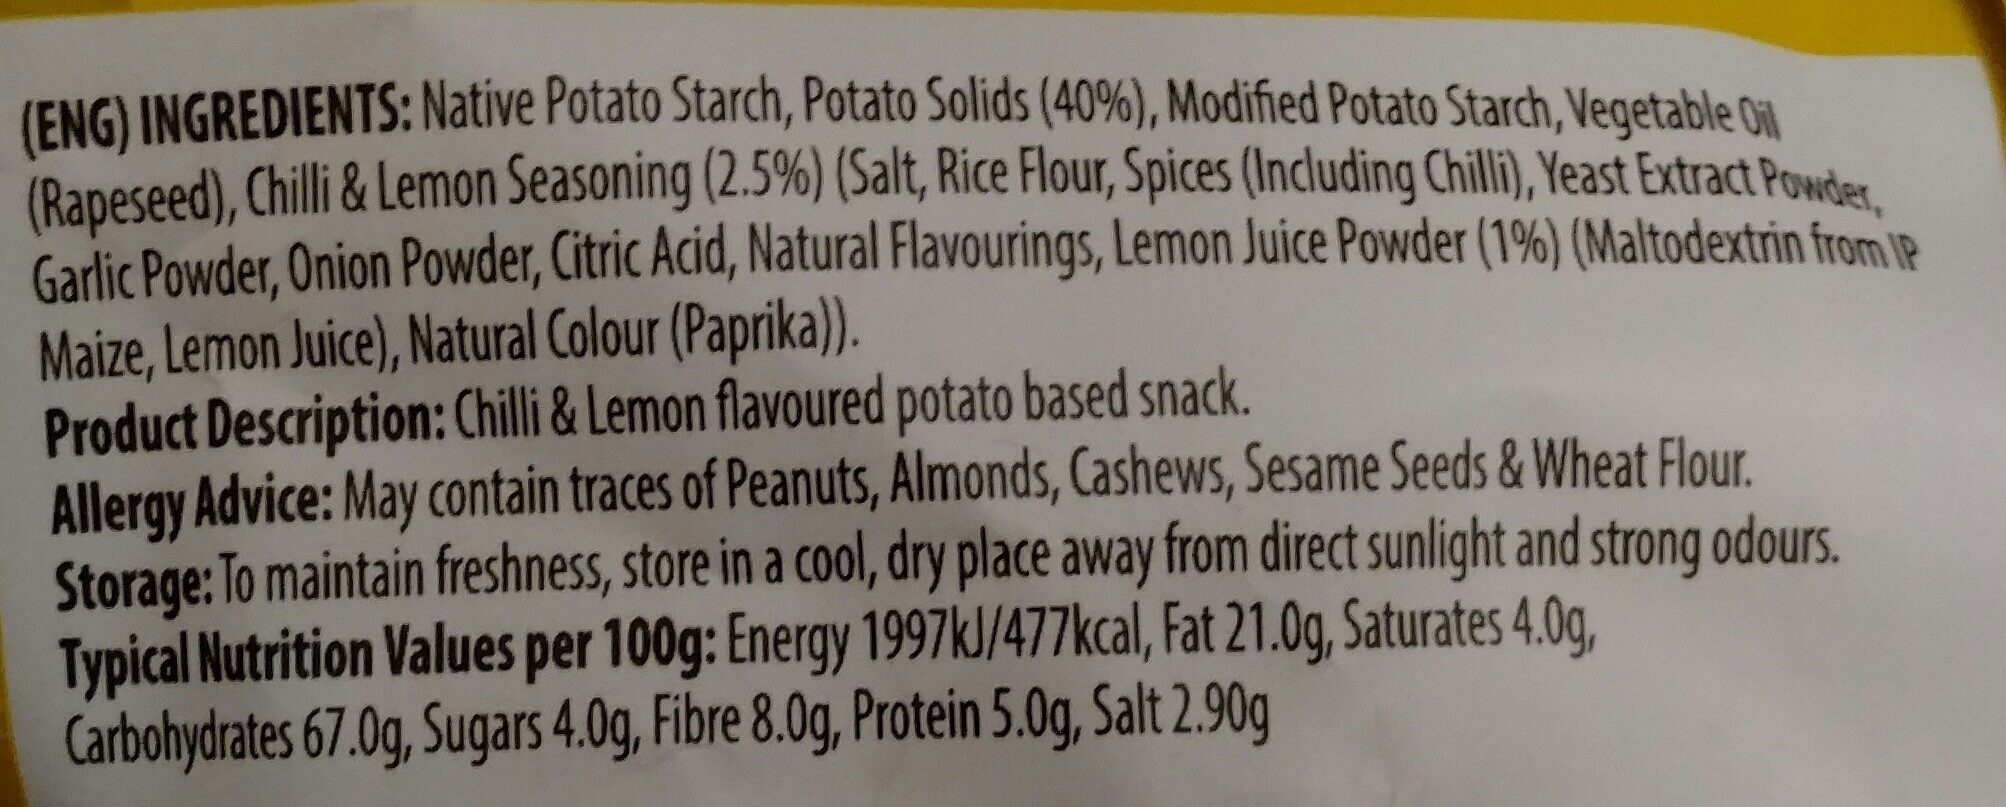 (ENG) INGREDIENTS: Native Potato Starch, Potato Solids (40%), Modified Potato Starch, Vegetable Oil
(Rapeseed), Chilli & Lemon Seasoning (2.5%) (Salt, Rice Flour, Spices (Including Chilli), Yeast Extract Powder,
Garlic Powder, Onion Powder, Citric Acid, Natural Flavourings, Lemon Juice Powder (1%) (Maltodextrin from IP
Maize, Lemon Juice), Natural Colour (Paprika)).
Product Description: Chilli & Lemon flavoured potato based snack.
Allergy Advice: May contain traces of Peanuts, Almonds, Cashews, Sesame Seeds & Wheat Flour.
Storage: To maintain freshness, store in a cool, dry place away from direct sunlight and strong odours.
Typical Nutrition Values per 100g: Energy 1997kJ/477kcal, Fat 21.0g, Saturates 4.0g,
Carbohydrates 67.0g, Sugars 4.0g, Fibre 8.0g, Protein 5.0g, Salt 2.90g